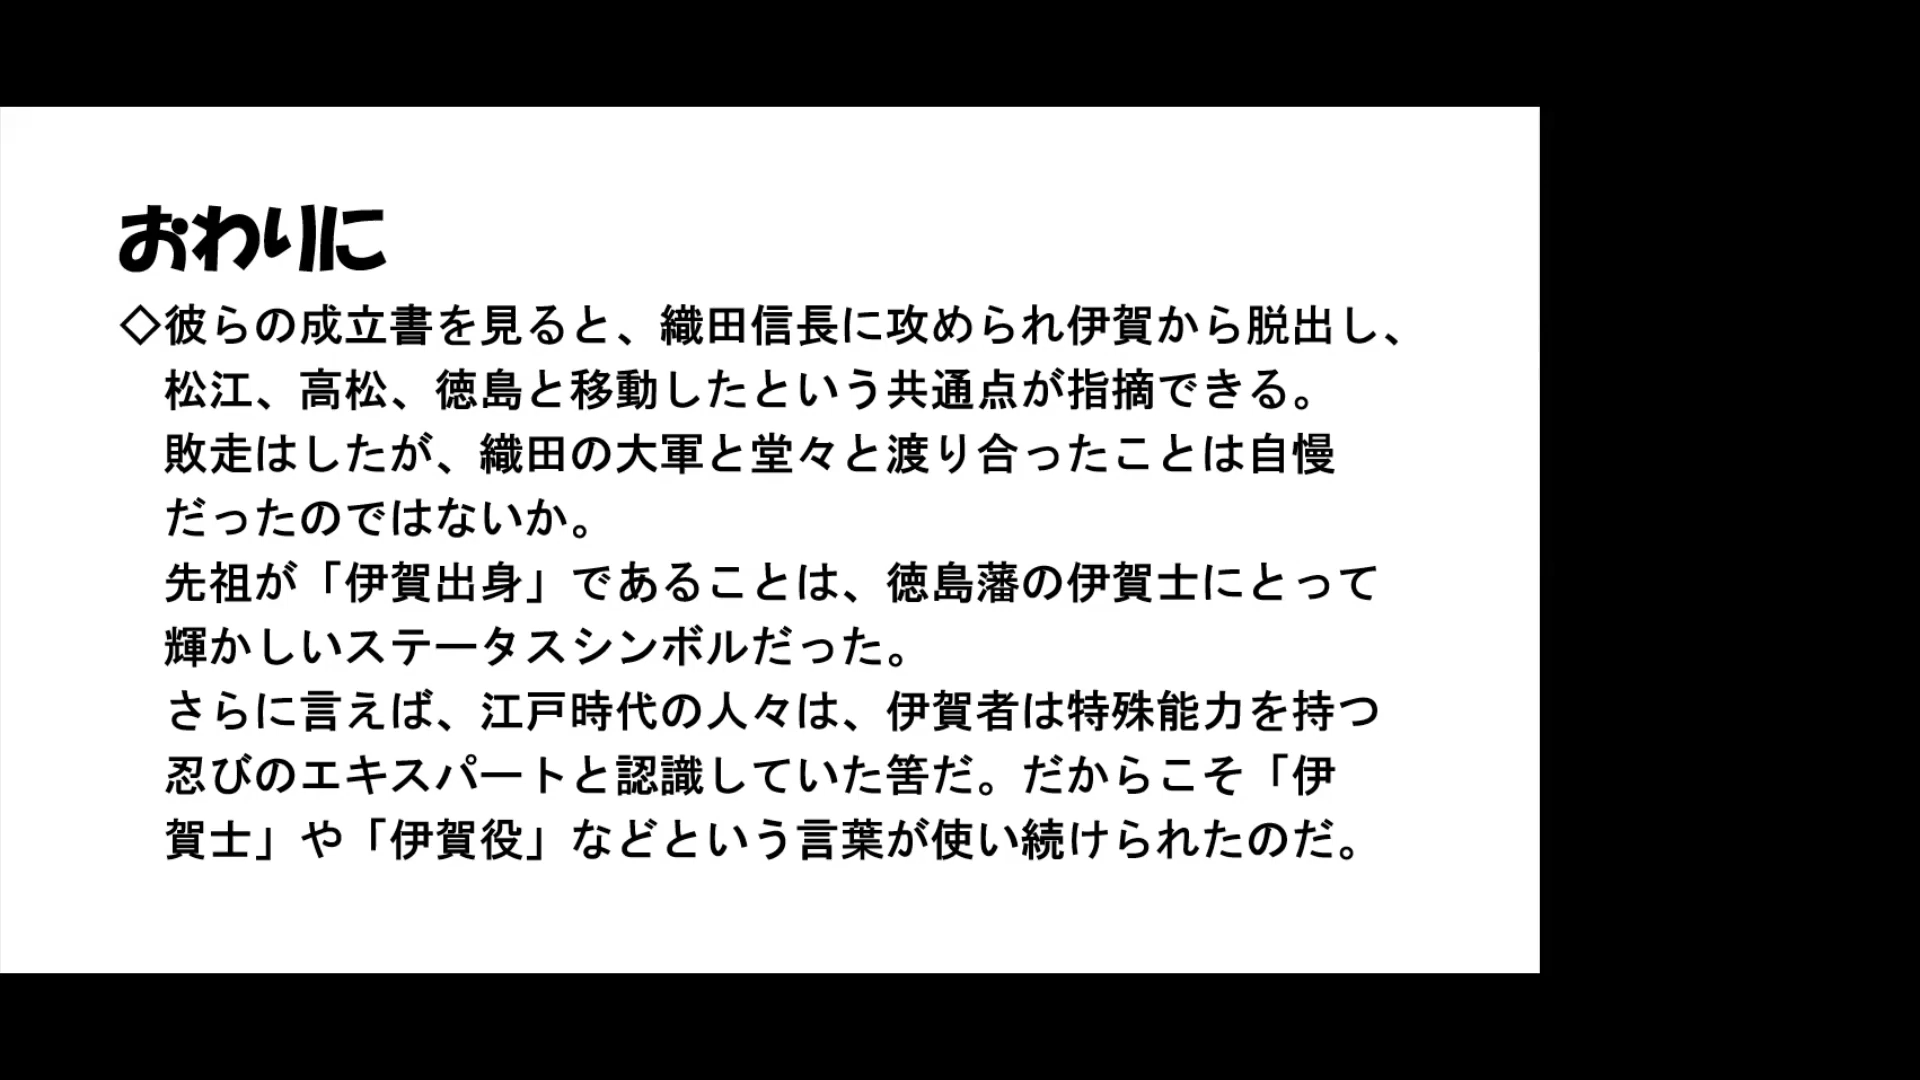 おわりに
◇彼らの成立書を見ると、織田信長に攻められ伊賀から脱出し、
松江、高松、徳島と移動したという共通点が指摘できる。
敗走はしたが、織田の大軍と堂々と渡り合ったことは自慢
だったのではないか。
先祖が「伊賀出身」であることは、徳島藩の伊賀士にとって
輝かしいステータスシンボルだった。
さらに言えば、江戸時代の人々は、伊賀者は特殊能力を持つ
忍びのエキスパートと認識していた筈だ。だからこそ「伊
賀士」や「伊賀役」などという言葉が使い続けられたのだ。